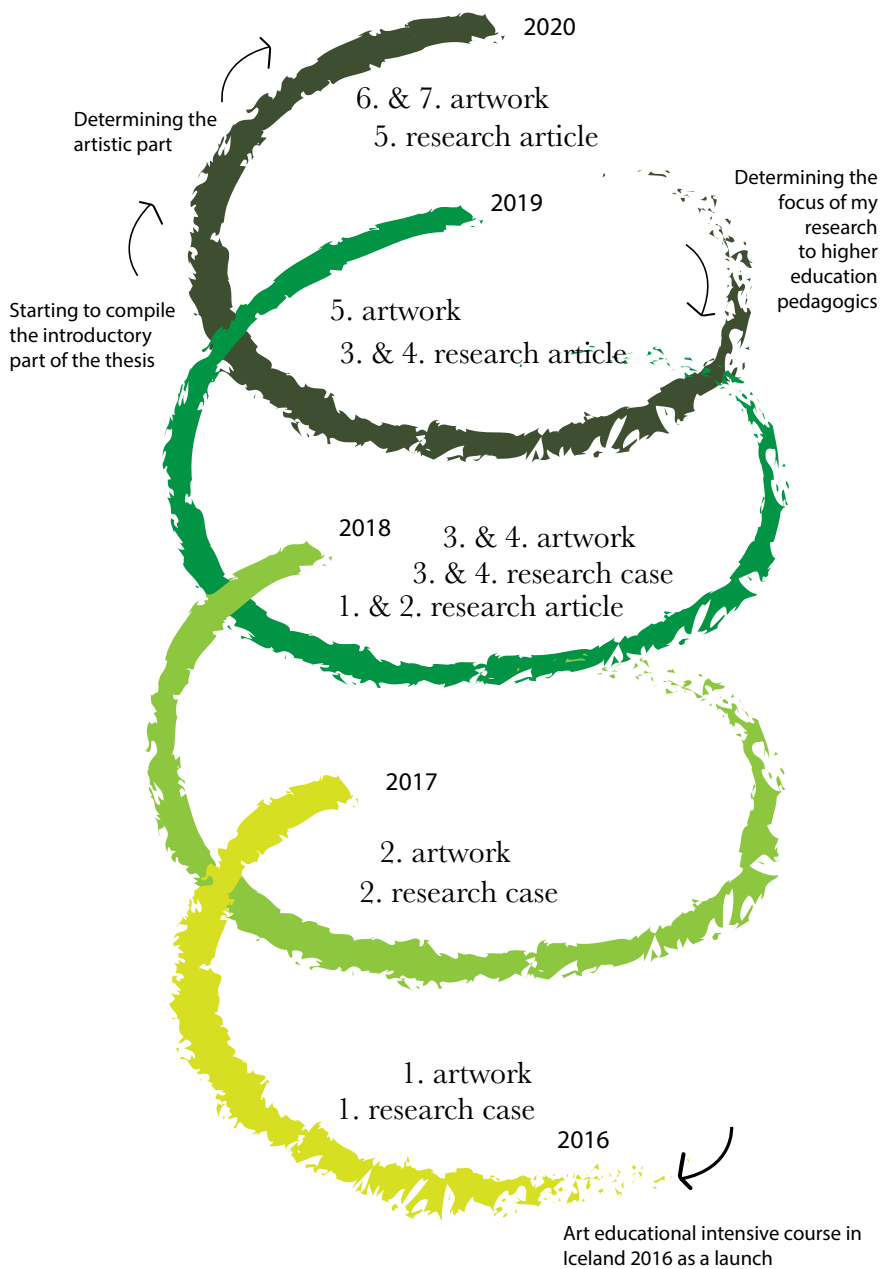 2020
6. & 7. artwork
5. research article
Determining the
artistic part
Determining the
focus of my
research
to higher
education
pedagogics
2019
Starting to compile
the introductory
part of the thesis
5. artwork
3. & 4. research article
2018
3. & 4. artwork
3. & 4. research case
1. & 2. research article
2017
2. artwork
2. research case
1. artwork
1. research case
2016
Art educational intensive course in
Iceland 2016 as a launch